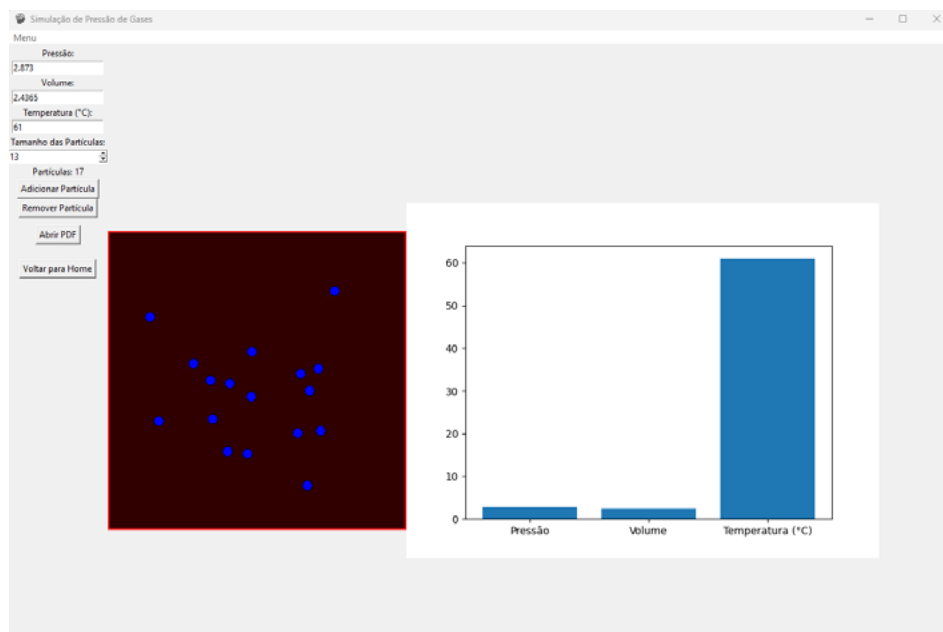 Simulação de Pressão de Gases
Menu
Pressão:
2.873
Volume:
2.4365
Temperatura (°C):
61
Tamanho das Partículas:
13
Partículas: 17
Adicionar Partícula
Remover Partícula
Abrir PDF
Voltar para Home
60
50
40
30
20
10
0
Pressão Volume Temperatura (°C)